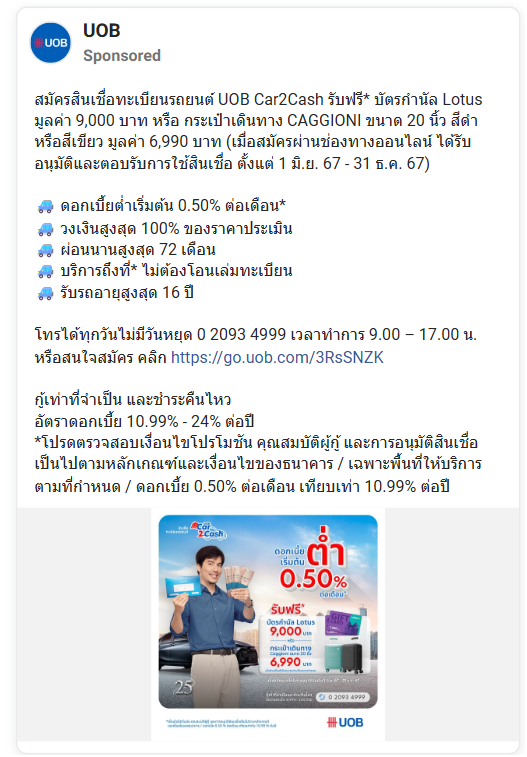 UOB
UOB
Sponsored
สมัครสินเชื่อทะเบียนรถยนต์ UOB Car2Cash รับฟรี* บัตรกำนัล Lotus
มูลค่า 9,000 บาท หรือ กระเป๋าเดินทาง CAGGIONI ขนาด 20 นิ้ว สีดำ
หรือสีเขียว มูลค่า 6,990 บาท (เมื่อสมัครผ่านช่องทางออนไลน์ ได้รับ
อนุมัติและตอบรับการใช้สินเชื่อ ตั้งแต่ 1 มิ.ย. 67 - 31 ธ.ค. 67)
ดอกเบี้ยต่ำเริ่มต้น 0.50% ต่อเดือน*
วงเงินสูงสุด 100% ของราคาประเมิน
ผ่อนนานสูงสุด 72 เดือน
บริการถึงที่* ไม่ต้องโอนเล่มทะเบียน
รับรถอายุสูงสุด 16 ปี
โทรได้ทุกวันไม่มีวันหยุด 0 2093 4999 เวลาทำการ 9.00 – 17.00 น.
หรือสนใจสมัคร คลิก https://go.uob.com/3RsSNZK
กู้เท่าที่จำเป็น และชำระคืนไหว
อัตราดอกเบี้ย 10.99% - 24% ต่อปี
*โปรดตรวจสอบเงื่อนไขโปรโมชัน คุณสมบัติผู้กู้ และการอนุมัติสินเชื่อ
เป็นไปตามหลักเกณฑ์และเงื่อนไขของธนาคาร / เฉพาะพื้นที่ให้บริการ
ตามที่กำหนด / ดอกเบี้ย 0.50% ต่อเดือน เทียบเท่า 10.99% ต่อปี
Car
2Cash
ดอกเบี้ย
เริ่มต้น
ต่ำ
0.50%
ต่อเดือน*
รับฟรี*
บัตรกำนัล Lotus
9,000 บาท
หรือ
กระเป๋าเดินทาง
Caggioni ขนาด 20 นิ้ว
6,990 บาท
25
0 2093 4999
UOB